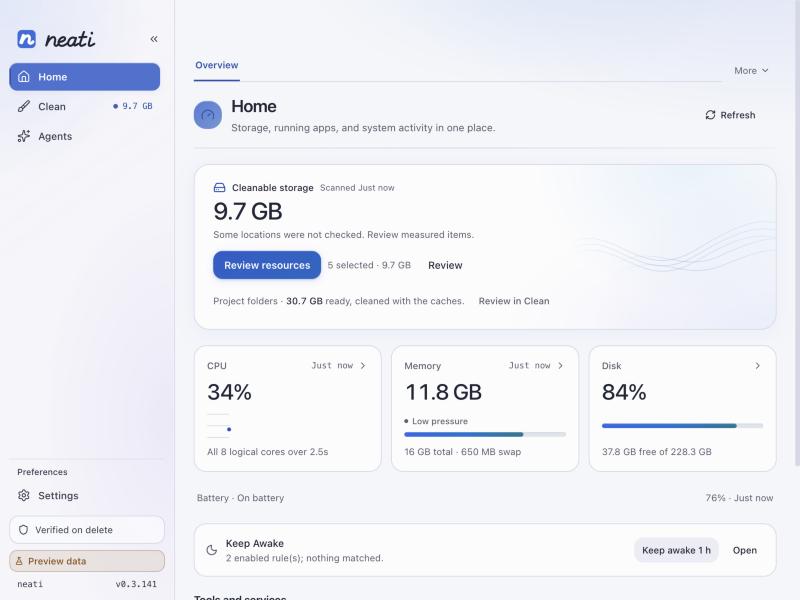 neati
Home
Clean
9.7 GB
Agents
Preferences
Settings
Verified on delete
Preview data
neati
v0.3.141
Overview
More
Home
Storage, running apps, and system activity in one place.
Refresh
Cleanable storage Scanned Just now
9.7 GB
Some locations were not checked. Review measured items.
Review resources
5 selected · 9.7 GB
Review
Project folders · 30.7 GB ready, cleaned with the caches.
Review in Clean
CPU
Just now
34%
All 8 logical cores over 2.5s
Memory
Just now
11.8 GB
Low pressure
16 GB total · 650 MB swap
Disk
84%
37.8 GB free of 228.3 GB
Battery · On battery
76% · Just now
Keep Awake
2 enabled rule(s); nothing matched.
Keep awake 1 h
Open
Tools and services